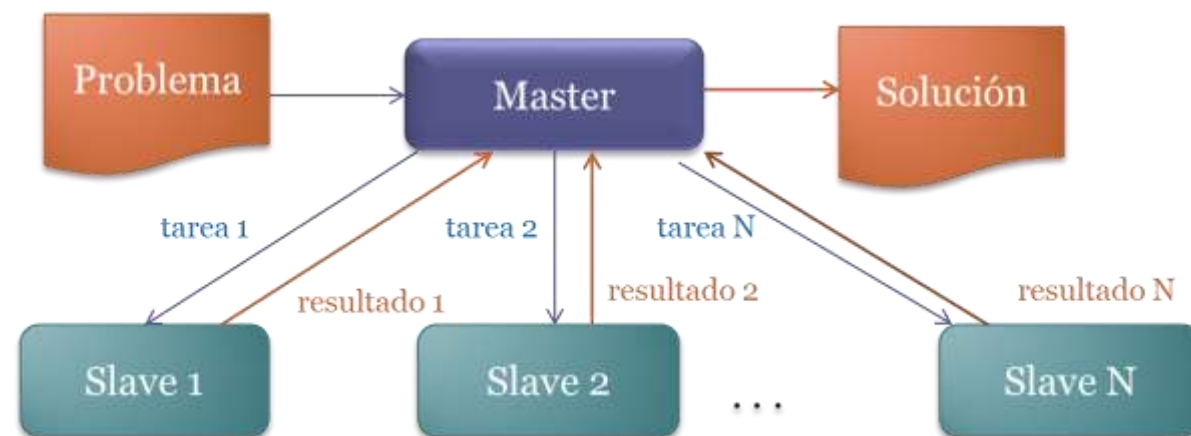 Problema
Master
Solución
tarea 1
tarea 2
tarea N
resultado 1
resultado 2
resultado N
Slave 1
Slave 2
...
Slave N